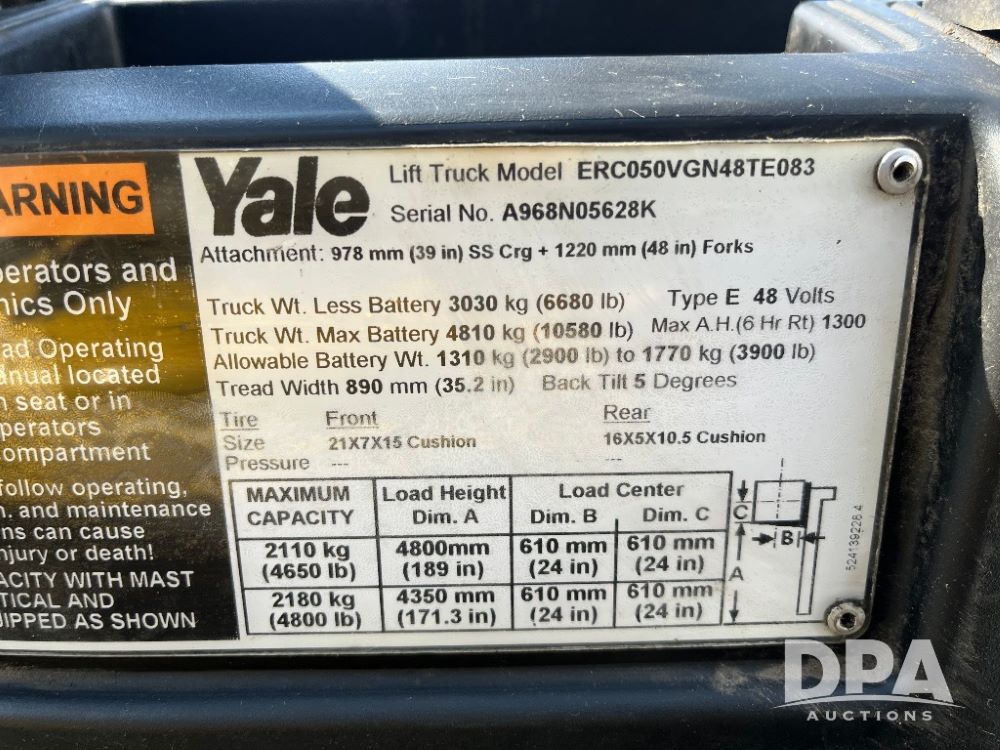 ARNING
perators and
nics Only
ad Operating
anual located
n seat or in
perators
ompartment
follow operating,
n. and maintenance
ons can cause
njury or death!
PACITY WITH MAST
TICAL AND
UIPPED AS SHOWN
Yale
Lift Truck Model ERC050VGN48TE083
Serial No. A968N05628K
Attachment: 978 mm (39 in) SS Crg + 1220 mm (48 in) Forks
Truck Wt. Less Battery 3030 kg (6680 lb) Type E 48 Volts
Truck Wt. Max Battery 4810 kg (10580 lb) Max A.H.(6 Hr Rt) 1300
Allowable Battery Wt. 1310 kg (2900 lb) to 1770 kg (3900 lb)
Tread Width 890 mm (35.2 in) Back Tilt 5 Degrees
Tire Front Rear
Size 21X7X15 Cushion 16X5X10.5 Cushion
Pressure --- ---
MAXIMUM Load Height Load Center
CAPACITY Dim. A Dim. B Dim. C
2110 kg 4800mm 610 mm 610 mm
(4650 lb) (189 in) (24 in) (24 in)
2180 kg 4350 mm 610 mm 610 mm
(4800 lb) (171.3 in) (24 in) (24 in)
C
B
A
524139226 4
DPA
AUCTIONS